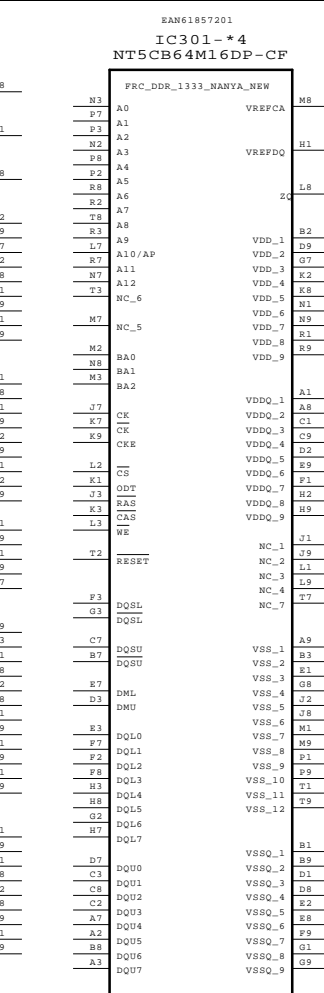 EAN61857201
IC301-*4
NT5CB64M16DP-CF
FRC_DDR_1333_NANYA_NEW
N3 A0
P7 A1
P3 A2
N2 A3
P8 A4
P2 A5
R8 A6
R2 A7
T8 A8
R3 A9
L7 A10/AP
R7 A11
N7 A12
T3 NC_6
M7 NC_5
M2 BA0
N8 BA1
M3 BA2
J7 CK
K7 CK
K9 CKE
L2 CS
K1 ODT
J3 RAS
K3 CAS
L3 WE
T2 RESET
F3 DQSL
G3 DQSL
C7 DQSU
B7 DQSU
E7 DML
D3 DMU
E3 DQL0
F7 DQL1
F2 DQL2
F8 DQL3
H3 DQL4
H8 DQL5
G2 DQL6
H7 DQL7
D7 DQU0
C3 DQU1
C8 DQU2
C2 DQU3
A7 DQU4
A2 DQU5
B8 DQU6
A3 DQU7
VREFCA M8
VREFDQ H1
ZQ L8
VDD_1 B2
VDD_2 D9
VDD_3 G7
VDD_4 K2
VDD_5 K8
VDD_6 N1
VDD_7 N9
VDD_8 R1
VDD_9 R9
VDDQ_1 A1
VDDQ_2 A8
VDDQ_3 C1
VDDQ_4 C9
VDDQ_5 D2
VDDQ_6 E9
VDDQ_7 F1
VDDQ_8 H2
VDDQ_9 H9
NC_1 J1
NC_2 J9
NC_3 L1
NC_4 L9
NC_7 T7
VSS_1 A9
VSS_2 B3
VSS_3 E1
VSS_4 G8
VSS_5 J2
VSS_6 J8
VSS_7 M1
VSS_8 M9
VSS_9 P1
VSS_10 P9
VSS_11 T1
VSS_12 T9
VSSQ_1 B1
VSSQ_2 B9
VSSQ_3 D1
VSSQ_4 D8
VSSQ_5 E2
VSSQ_6 E8
VSSQ_7 F9
VSSQ_8 G1
VSSQ_9 G9